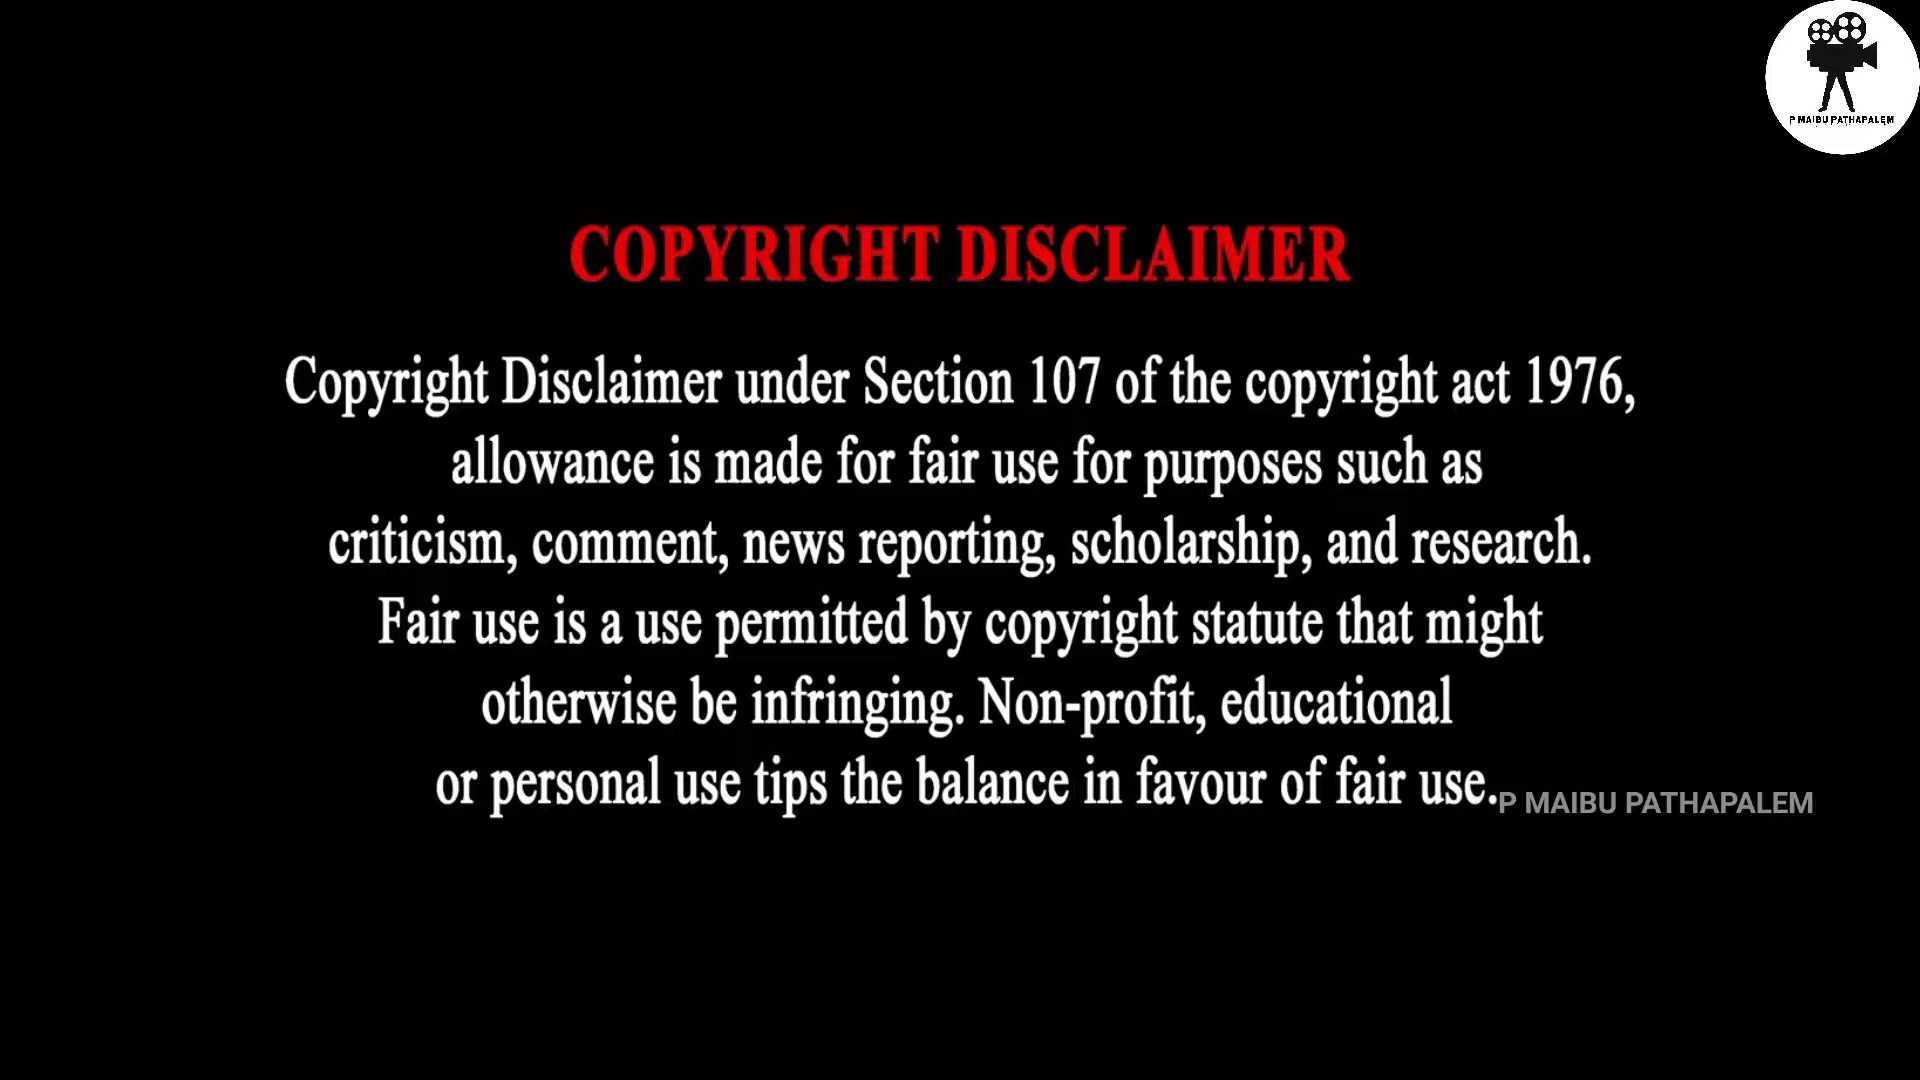 P MAIBU PATHAPALEM
COPYRIGHT DISCLAIMER
Copyright Disclaimer under Section 107 of the copyright act 1976,
allowance is made for fair use for purposes such as
criticism, comment, news reporting, scholarship, and research.
Fair use is a use permitted by copyright statute that might
otherwise be infringing. Non-profit, educational
or personal use tips the balance in favour of fair use.
P MAIBU PATHAPALEM